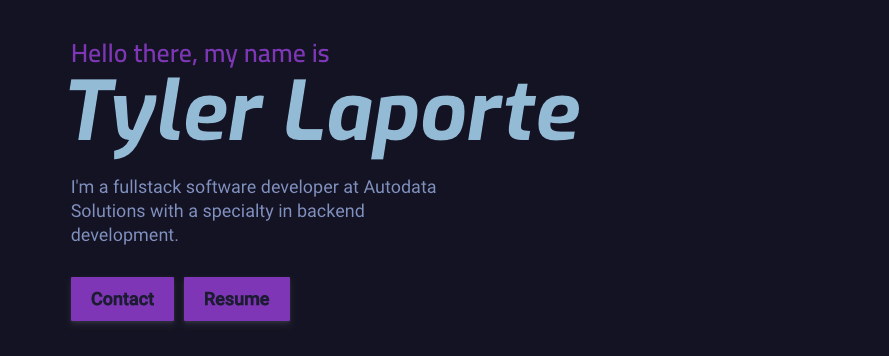 Hello there, my name is
Tyler Laporte
I'm a fullstack software developer at Autodata
Solutions with a specialty in backend
development.
Contact Resume